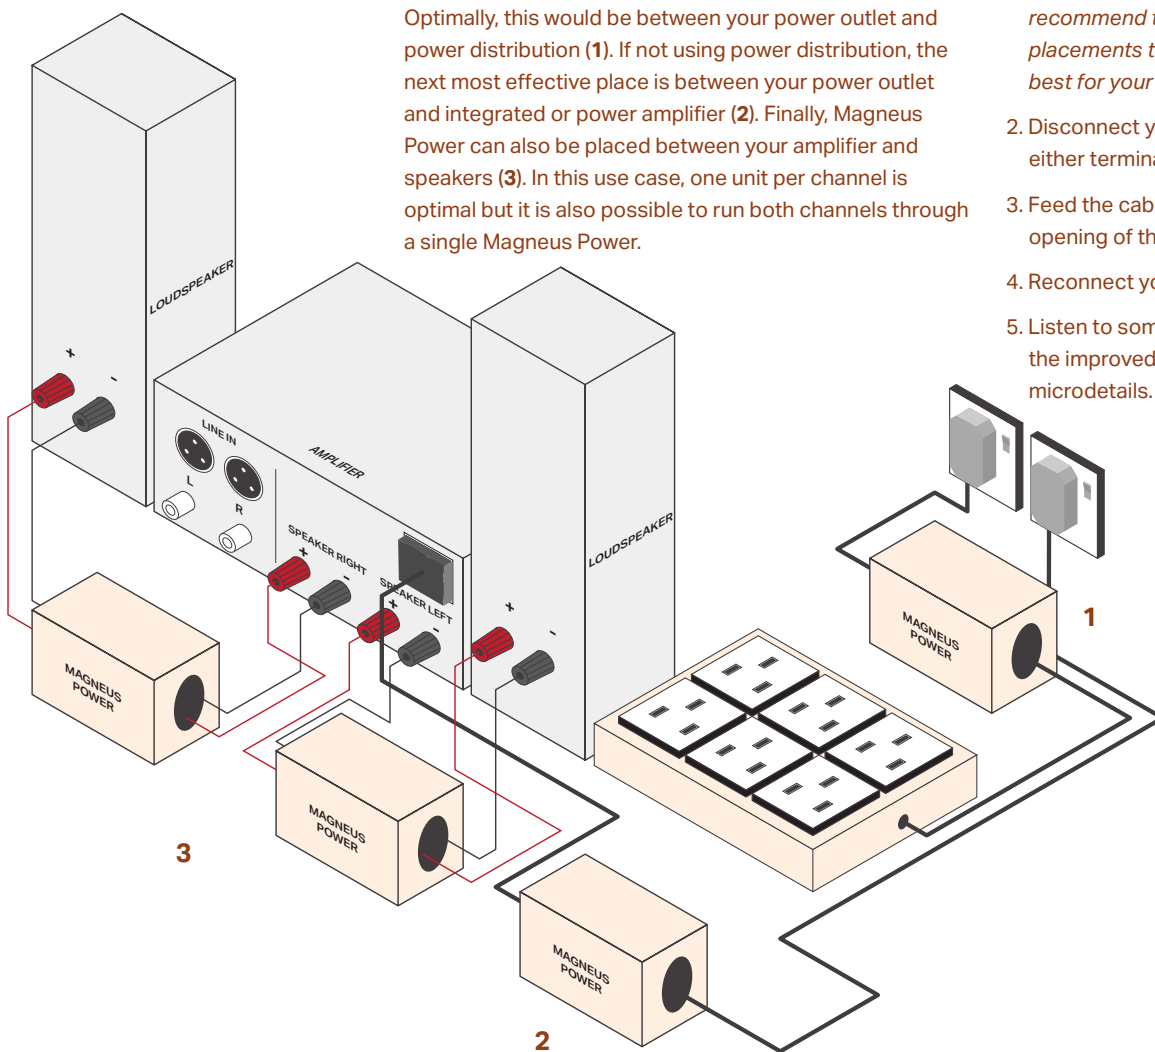 Optimally, this would be between your power outlet and
power distribution (1). If not using power distribution, the
next most effective place is between your power outlet
and integrated or power amplifier (2). Finally, Magneus
Power can also be placed between your amplifier and
speakers (3). In this use case, one unit per channel is
optimal but it is also possible to run both channels through
a single Magneus Power.
recommend t
placements t
best for your
2. Disconnect y
either termina
3. Feed the cab
opening of th
4. Reconnect yo
5. Listen to som
the improved
microdetails.
LOUDSPEAKER
+
-
LINE IN
L
R
AMPLIFIER
SPEAKER RIGHT
+
-
SPEAKER LEFT
+
-
LOUDSPEAKER
+
-
MAGNEUS
POWER
1
MAGNEUS
POWER
3
MAGNEUS
POWER
MAGNEUS
POWER
2